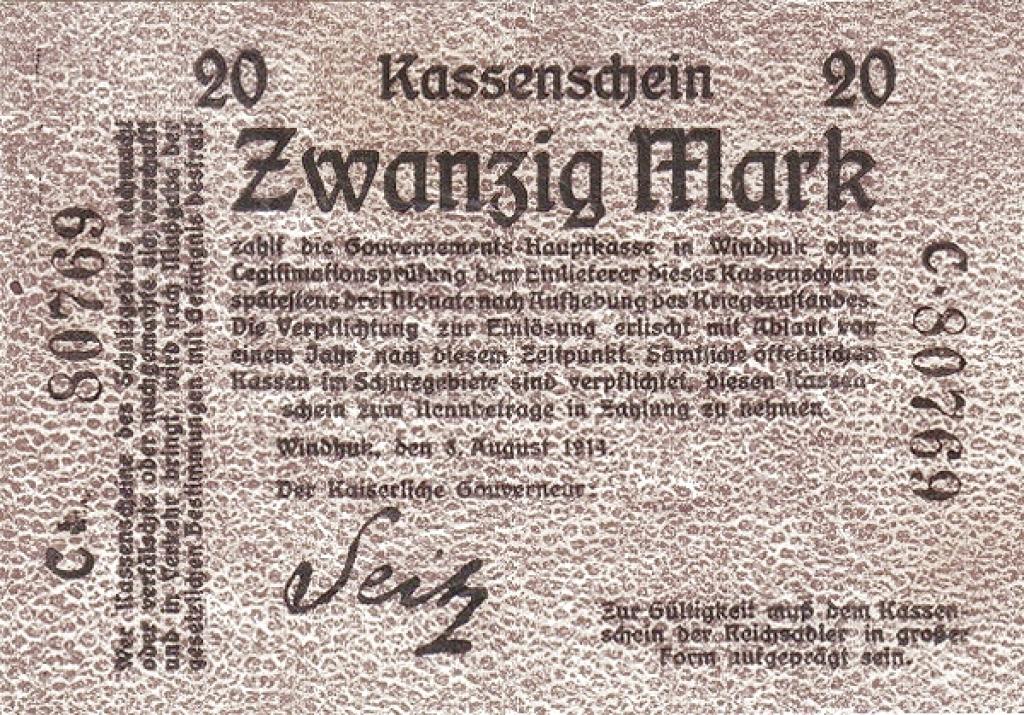 20 Kassenschein 20
Zwanzig Mark
zahlt die Gouvernements-Hauptkasse in Windhuk ohne
Legitimationsprüfung dem Einlieferer dieses Kassenscheins
spätestens drei Monate nach Aufhebung des Kriegszustandes.
Die Verpflichtung zur Einlösung erlischt mit Ablauf von
einem Jahr nach diesem Zeitpunkt. Sämtliche öffentlichen
Kassen im Schutzgebiete sind verpflichtet, diesen Kassen-
schein zum Nennbetrage in Zahlung zu nehmen.
Windhuk, den 8. August 1914.
Der Kaiserliche Gouverneur:
Seitz
Zur Gültigkeit muß dem Kassen-
schein der Reichsadler in großer
Form aufgeprägt sein.
C * 80769
Wer Kassenscheine des Schutzgebiets nachmacht
oder verfälscht oder nachgemachte sich verschafft
und in Verkehr bringt, wird nach Maßgabe der
gesetzlichen Bestimmungen mit Gefängnis bestraft
C · 80769